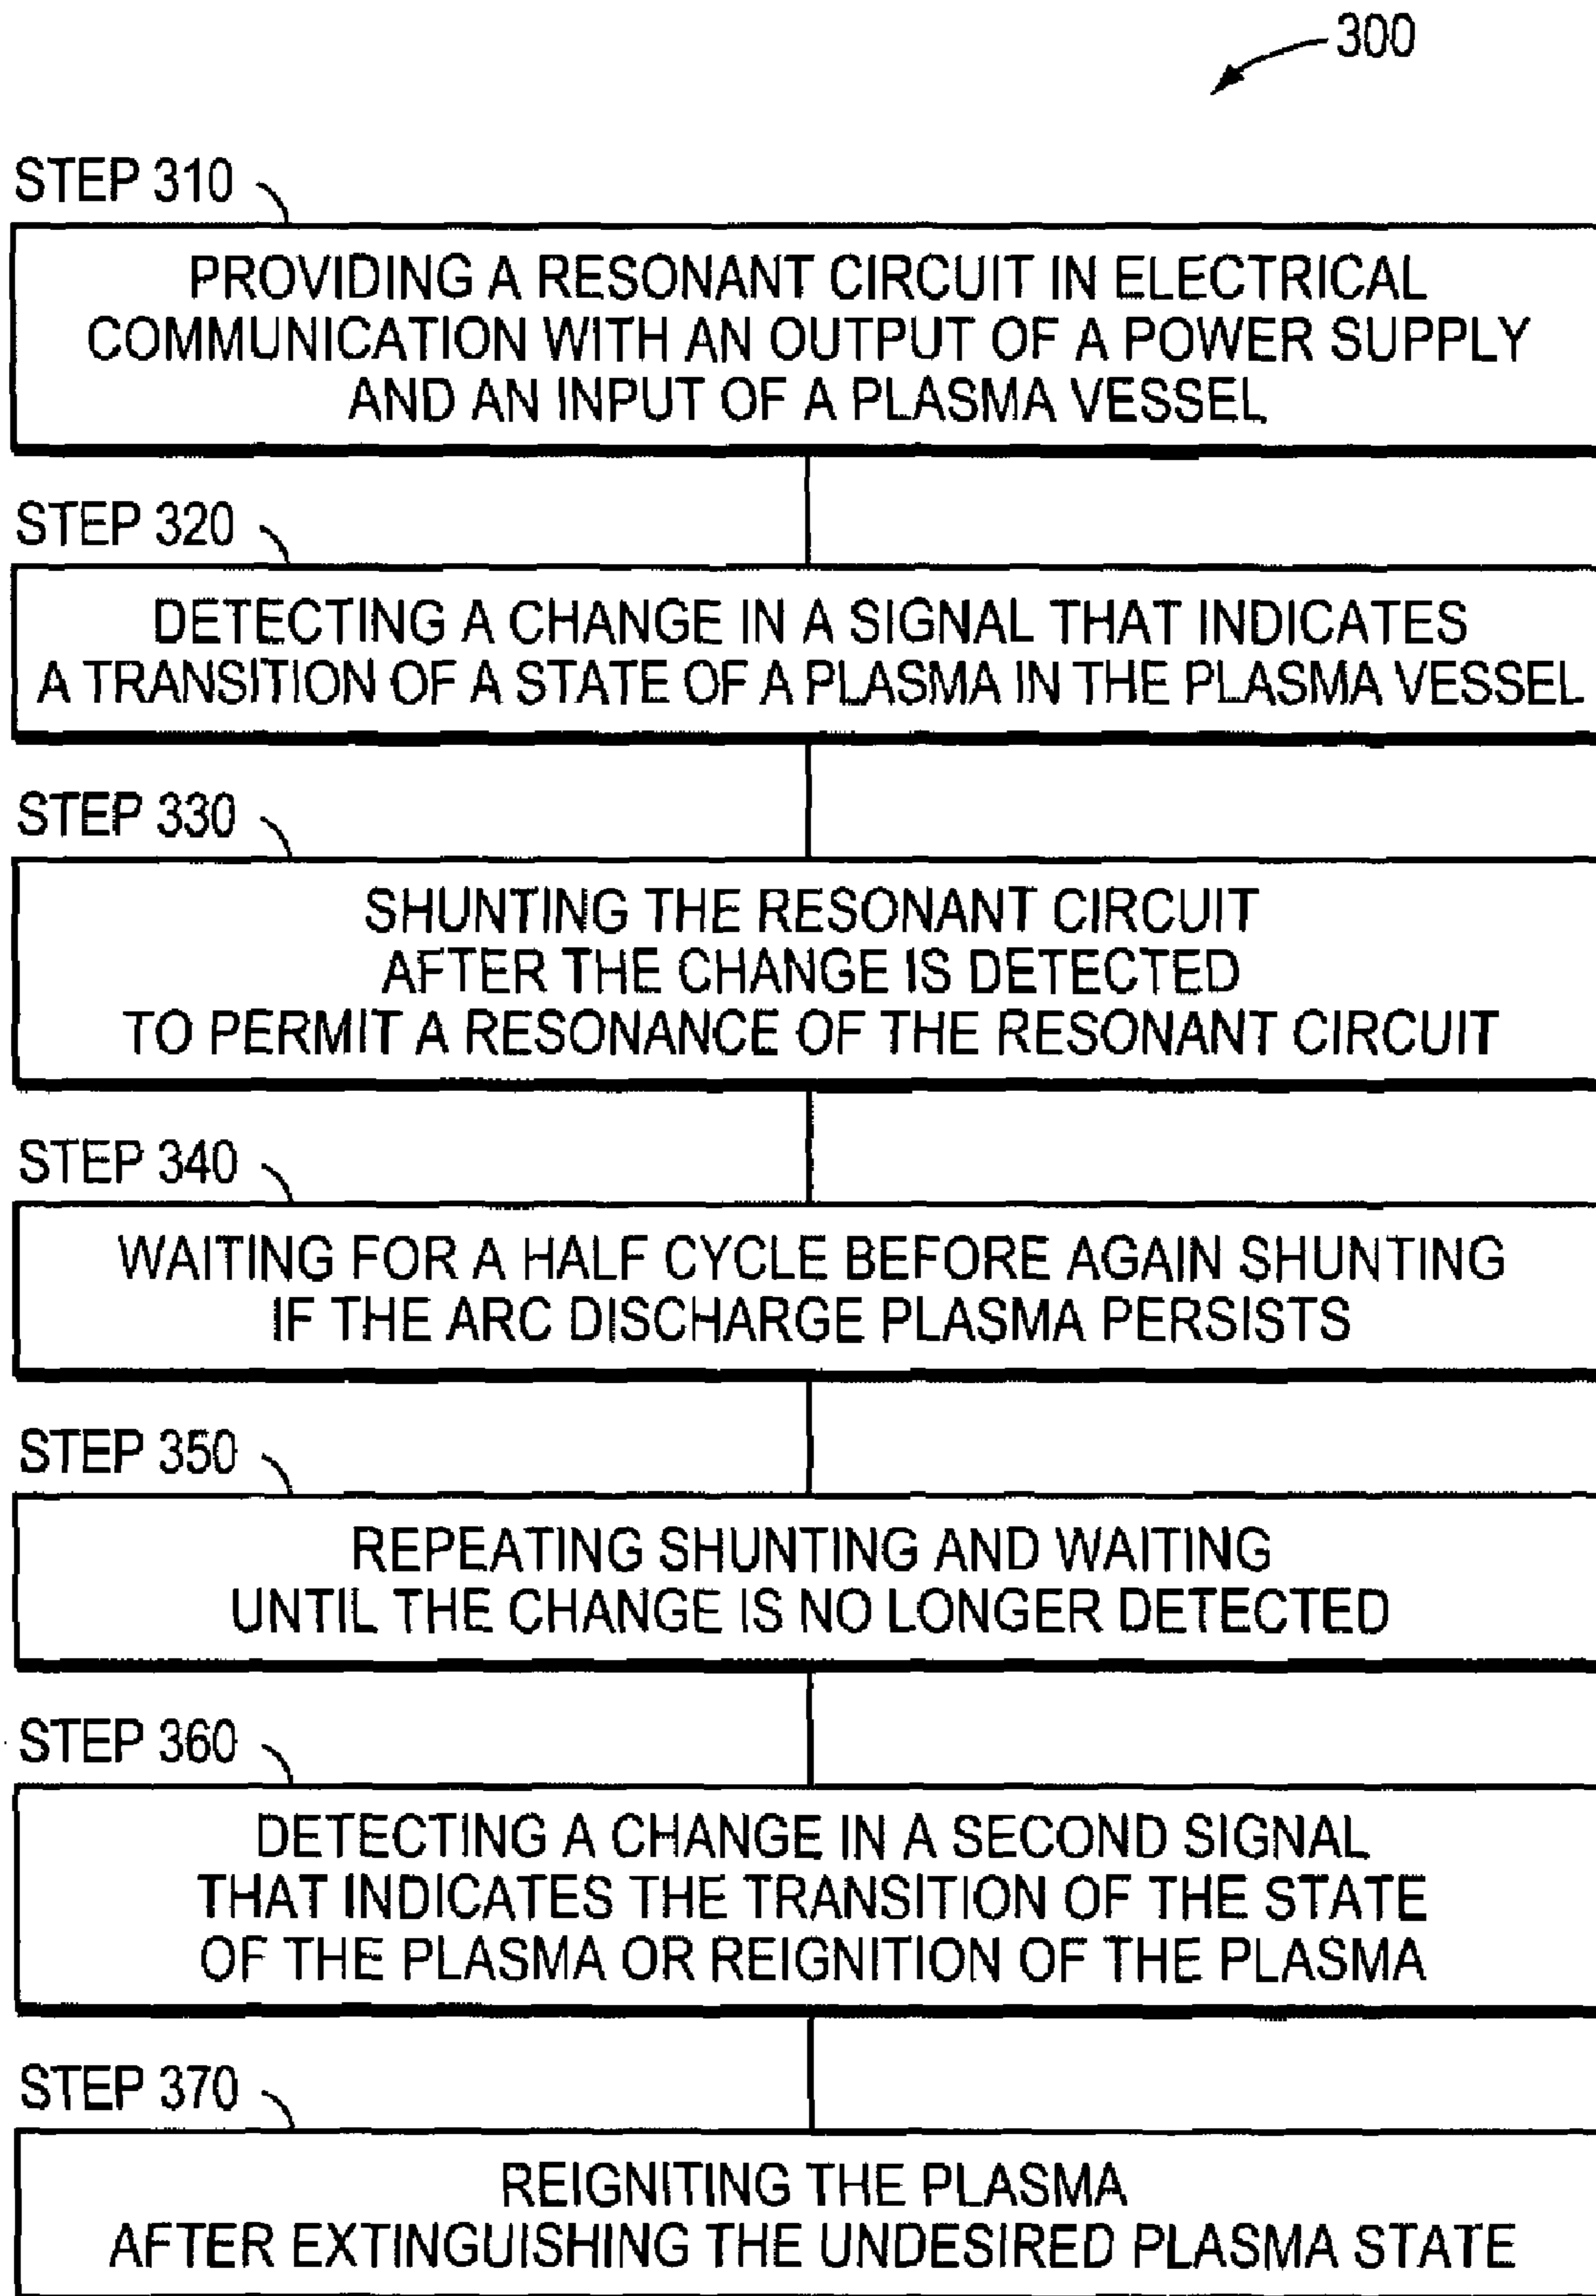 300
STEP 310
PROVIDING A RESONANT CIRCUIT IN ELECTRICAL
COMMUNICATION WITH AN OUTPUT OF A POWER SUPPLY
AND AN INPUT OF A PLASMA VESSEL
STEP 320
DETECTING A CHANGE IN A SIGNAL THAT INDICATES
A TRANSITION OF A STATE OF A PLASMA IN THE PLASMA VESSEL
STEP 330
SHUNTING THE RESONANT CIRCUIT
AFTER THE CHANGE IS DETECTED
TO PERMIT A RESONANCE OF THE RESONANT CIRCUIT
STEP 340
WAITING FOR A HALF CYCLE BEFORE AGAIN SHUNTING
IF THE ARC DISCHARGE PLASMA PERSISTS
STEP 350
REPEATING SHUNTING AND WAITING
UNTIL THE CHANGE IS NO LONGER DETECTED
STEP 360
DETECTING A CHANGE IN A SECOND SIGNAL
THAT INDICATES THE TRANSITION OF THE STATE
OF THE PLASMA OR REIGNITION OF THE PLASMA
STEP 370
REIGNITING THE PLASMA
AFTER EXTINGUISHING THE UNDESIRED PLASMA STATE